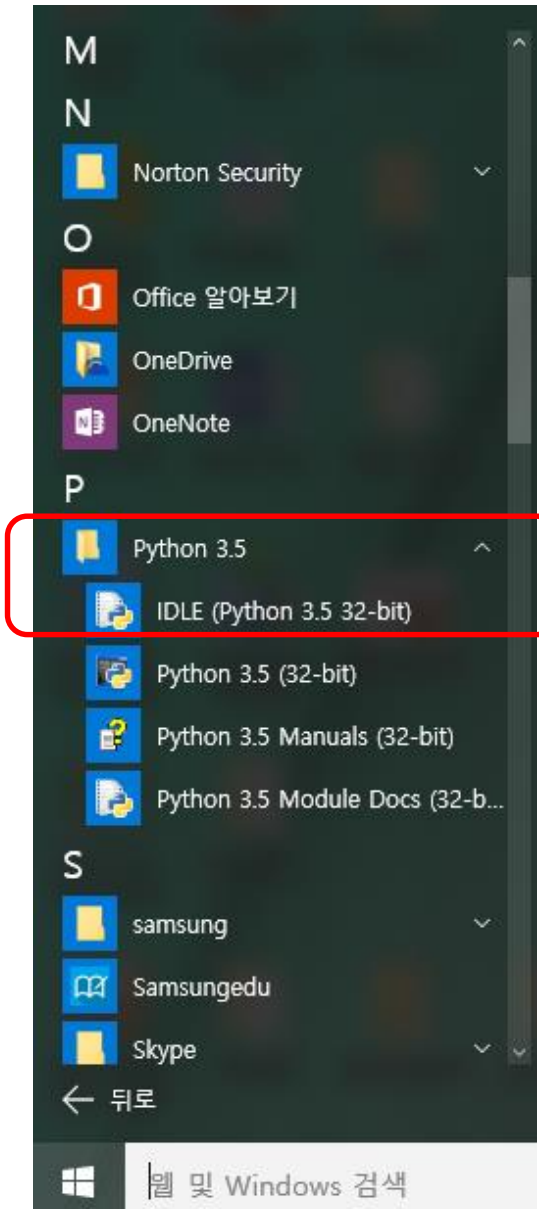 M
N
Norton Security
O
Office 알아보기
OneDrive
OneNote
P
Python 3.5
IDLE (Python 3.5 32-bit)
Python 3.5 (32-bit)
Python 3.5 Manuals (32-bit)
Python 3.5 Module Docs (32-b...
S
samsung
Samsungedu
Skype
뒤로
웹 및 Windows 검색